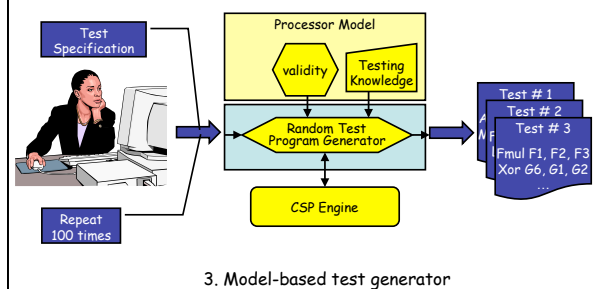 Test
Specification
Repeat
100 times
Processor Model
validity
Testing
Knowledge
Random Test
Program Generator
CSP Engine
Test # 1
A
M
Test # 2
F
Test # 3
Fmul F1, F2, F3
Xor G6, G1, G2
...
3. Model-based test generator